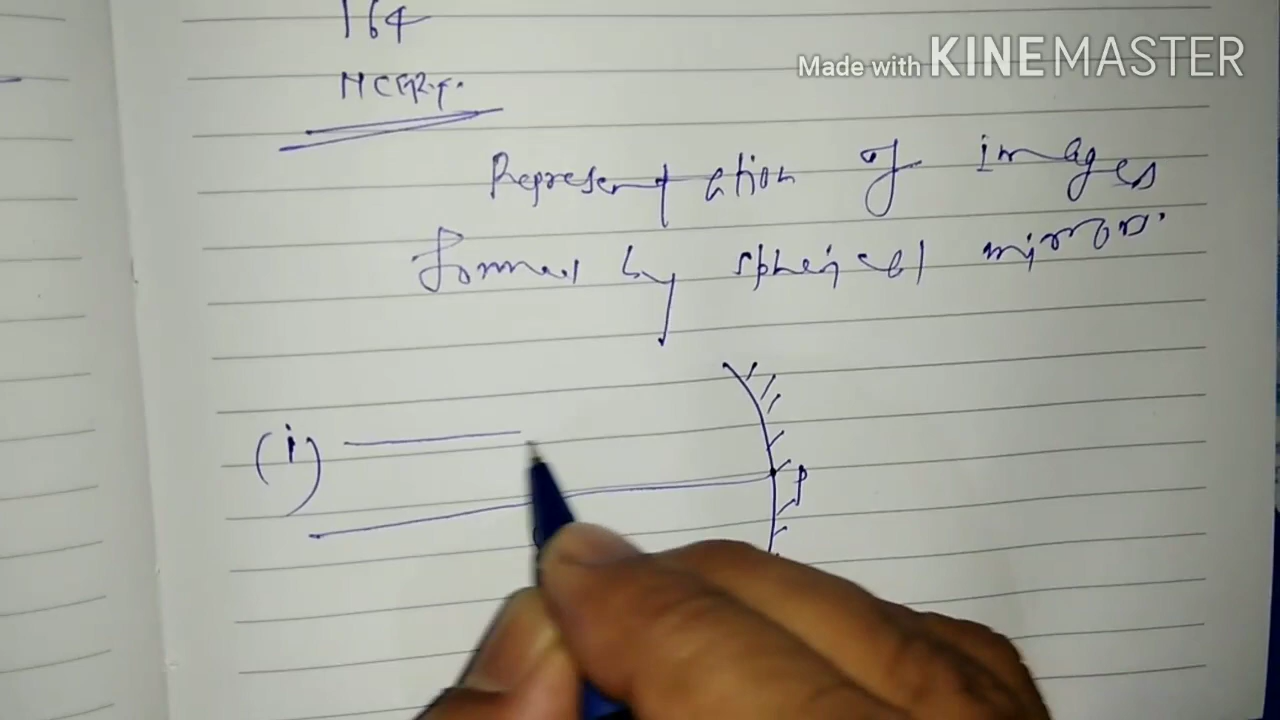 164
Made with KINEMASTER
NCERT.
Representation of images
formed by spherical mirror.
(i)
P